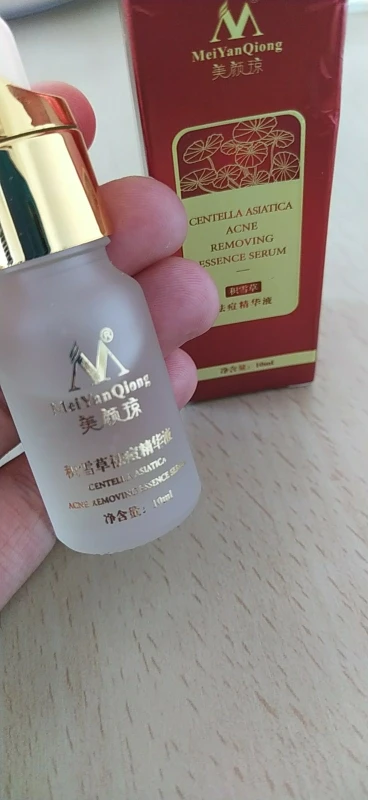 MeiYanQiong
美颜琼
CENTELLA ASIATICA
ACNE
REMOVING
ESSENCE SERUM
积雪草
祛痘精华液
净含量: 10ml
®
MeiYanQiong
美颜琼
积雪草祛痘精华液
CENTELLA ASIATICA
ACNE REMOVING ESSENCE SERUM
净含量: 10ml